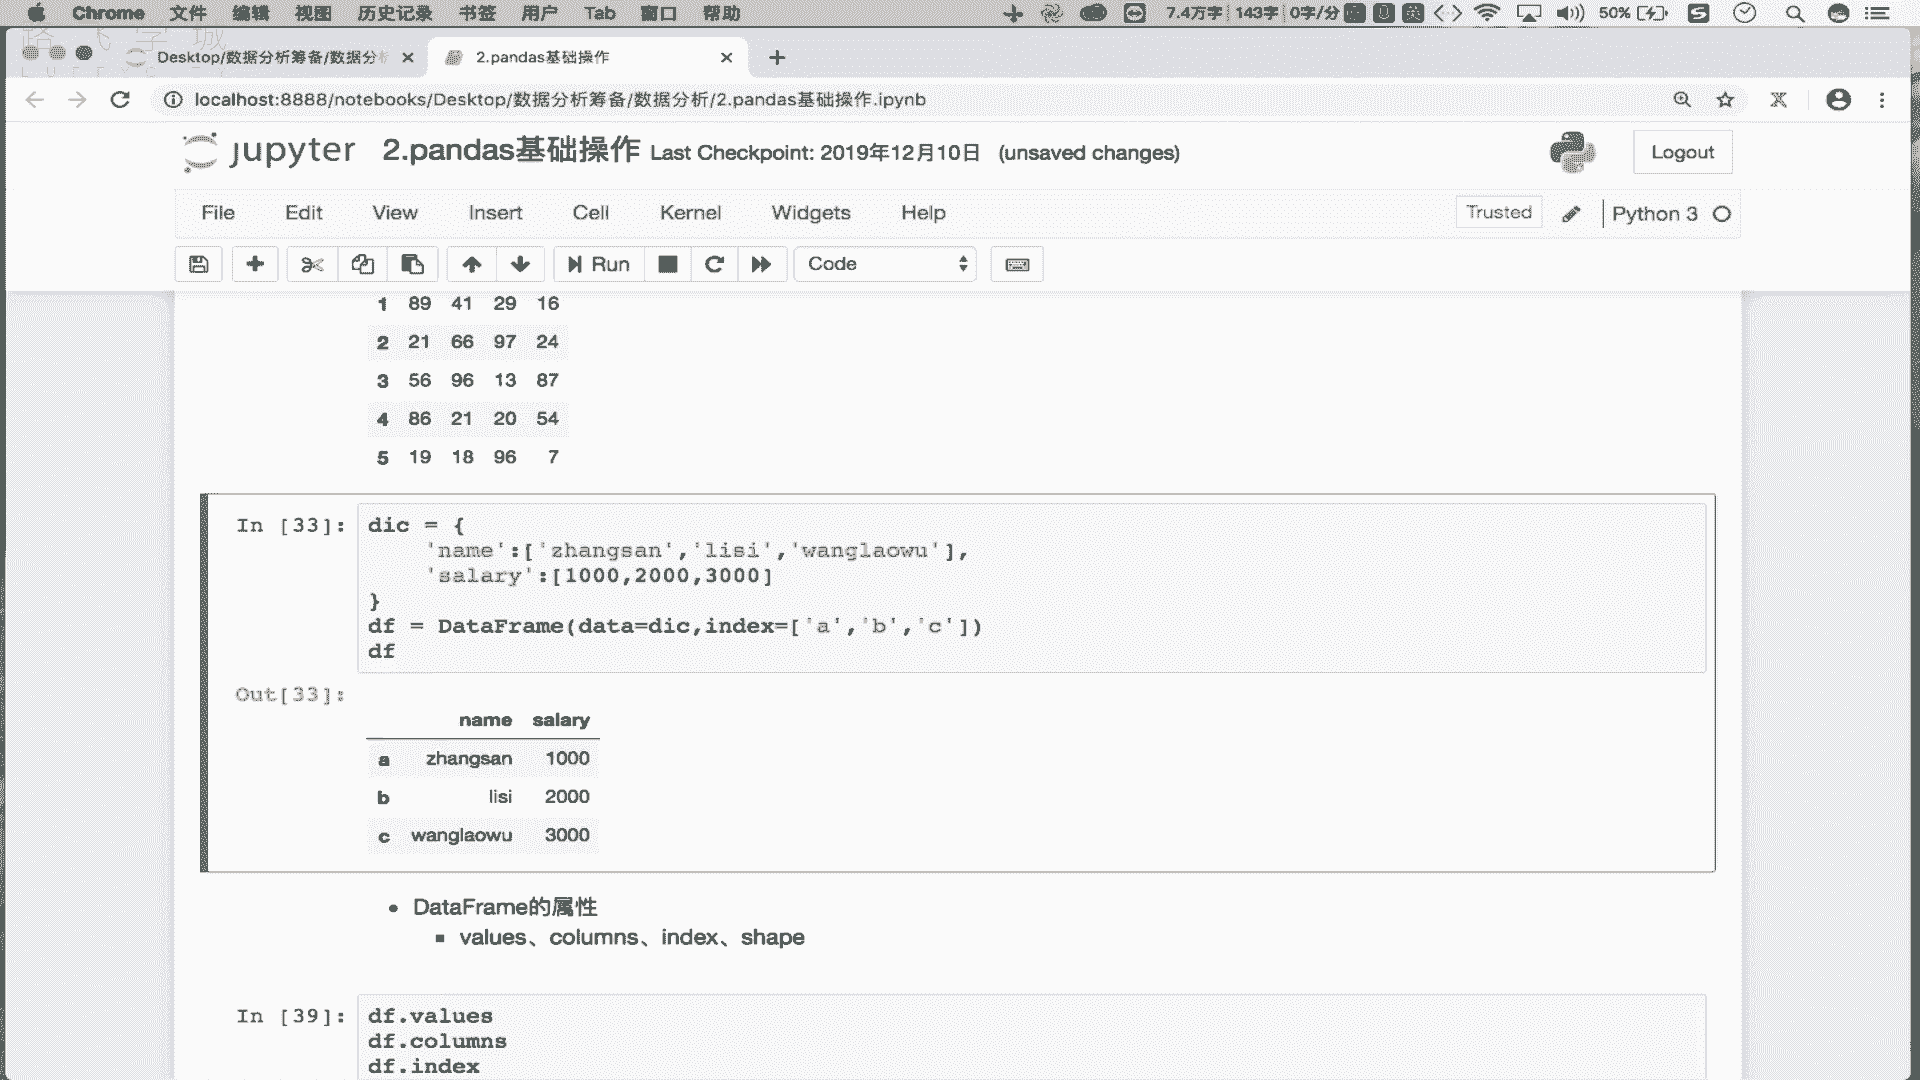 Chrome 文件 编辑 视图 历史记录 书签 用户 Tab 窗口 帮助 7.4万字 143字 0字/分 英 50%
路飞学城
Desktop/数据分析筹备/数据分析
2.pandas基础操作
localhost:8888/notebooks/Desktop/数据分析筹备/数据分析/2.pandas基础操作.ipynb
jupyter 2.pandas基础操作 Last Checkpoint: 2019年12月10日 (unsaved changes)
Logout
File Edit View Insert Cell Kernel Widgets Help
Trusted Python 3
Run Code
1 89 41 29 16
2 21 66 97 24
3 56 96 13 87
4 86 21 20 54
5 19 18 96 7
In [33]: dic = {
'name':['zhangsan','lisi','wanglaowu'],
'salary':[1000,2000,3000]
}
df = DataFrame(data=dic,index=['a','b','c'])
df
Out[33]:
name salary
a zhangsan 1000
b lisi 2000
c wanglaowu 3000
• DataFrame的属性
▪ values、columns、index、shape
In [39]: df.values
df.columns
df.index